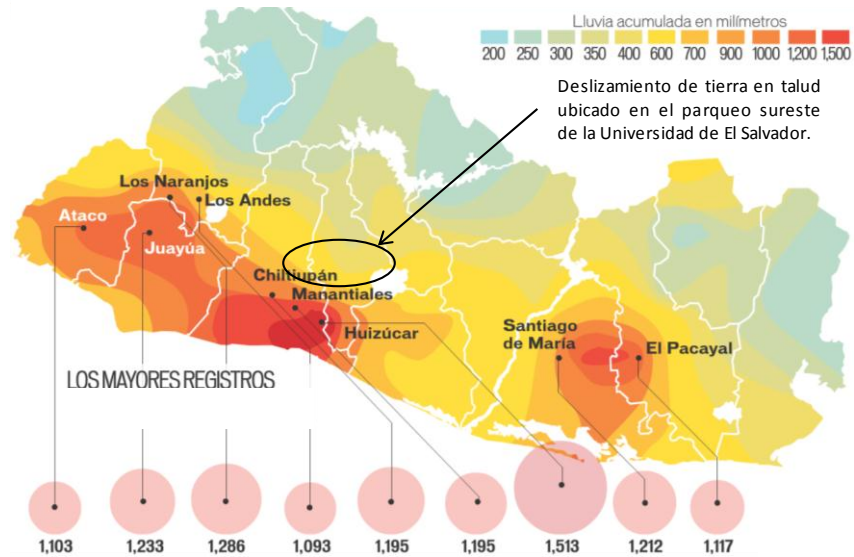 Lluvia acumulada en milímetros
200 250 300 350 400 600 700 900 1000 1,200 1,500
Deslizamiento de tierra en talud
ubicado en el parqueo sureste
de la Universidad de El Salvador.
Los Naranjos
Los Andes
Ataco
Juayúa
Chiltiupán
Manantiales
Huizúcar
Santiago
de María
El Pacayal
LOS MAYORES REGISTROS
1,103 1,233 1,286 1,093 1,195 1,195 1,513 1,212 1,117